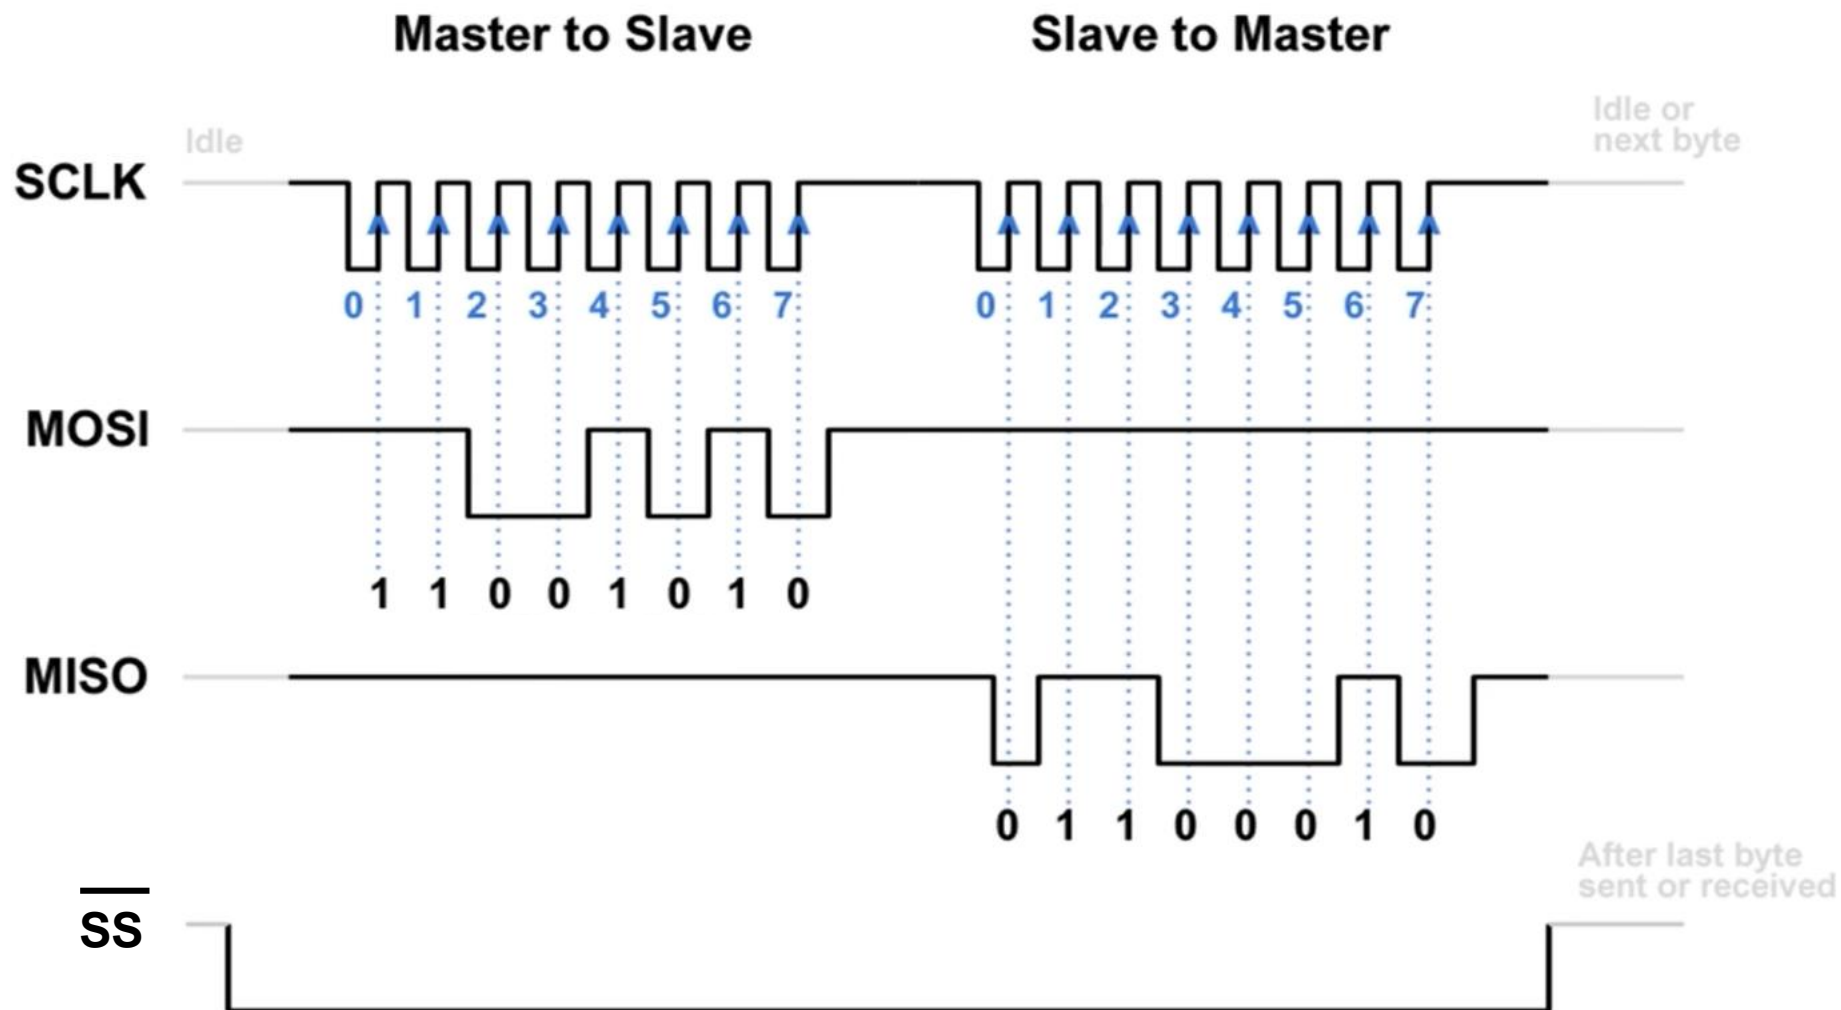 Master to Slave
Slave to Master
Idle
Idle or
next byte
SCLK
0 1 2 3 4 5 6 7
0 1 2 3 4 5 6 7
MOSI
1 1 0 0 1 0 1 0
MISO
0 1 1 0 0 0 1 0
After last byte
sent or received
SS